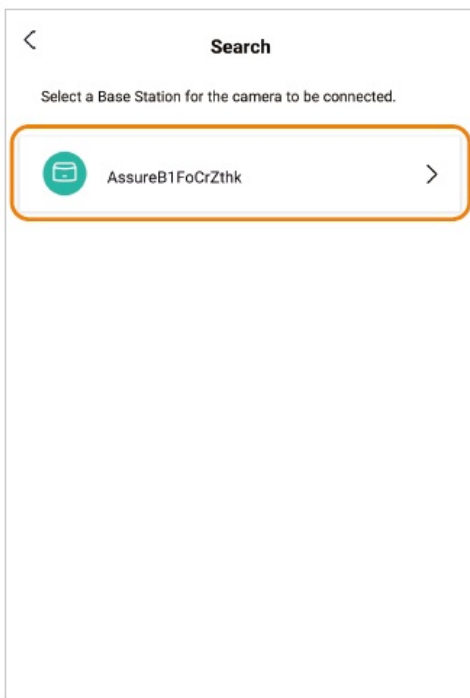 Search
Select a Base Station for the camera to be connected.
AssureB1FoCrZthk